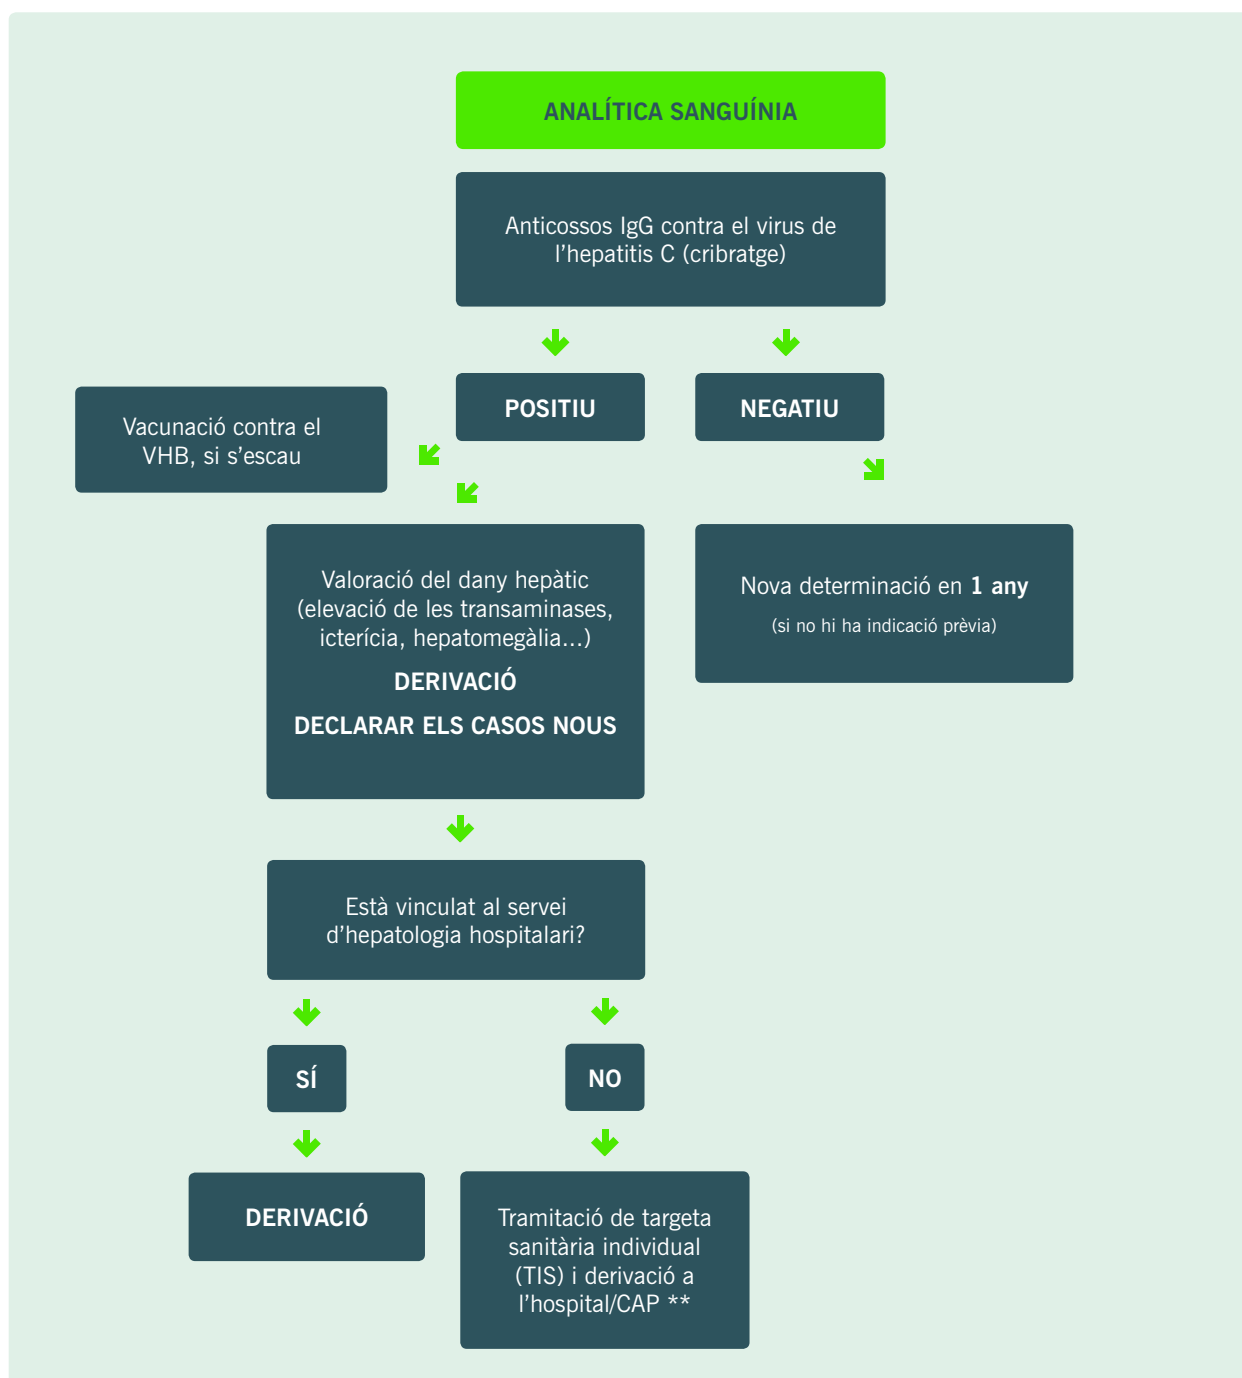 ANALÍTICA SANGUÍNIA
Anticossos IgG contra el virus de
l’hepatitis C (cribratge)
POSITIU
NEGATIU
Vacunació contra el
VHB, si s’escau
Valoració del dany hepàtic
(elevació de les transaminases,
icterícia, hepatomegàlia...)
DERIVACIÓ
DECLARAR ELS CASOS NOUS
Nova determinació en 1 any
(si no hi ha indicació prèvia)
Està vinculat al servei
d’hepatologia hospitalari?
SÍ
NO
DERIVACIÓ
Tramitació de targeta
sanitària individual
(TIS) i derivació a
l’hospital/CAP **